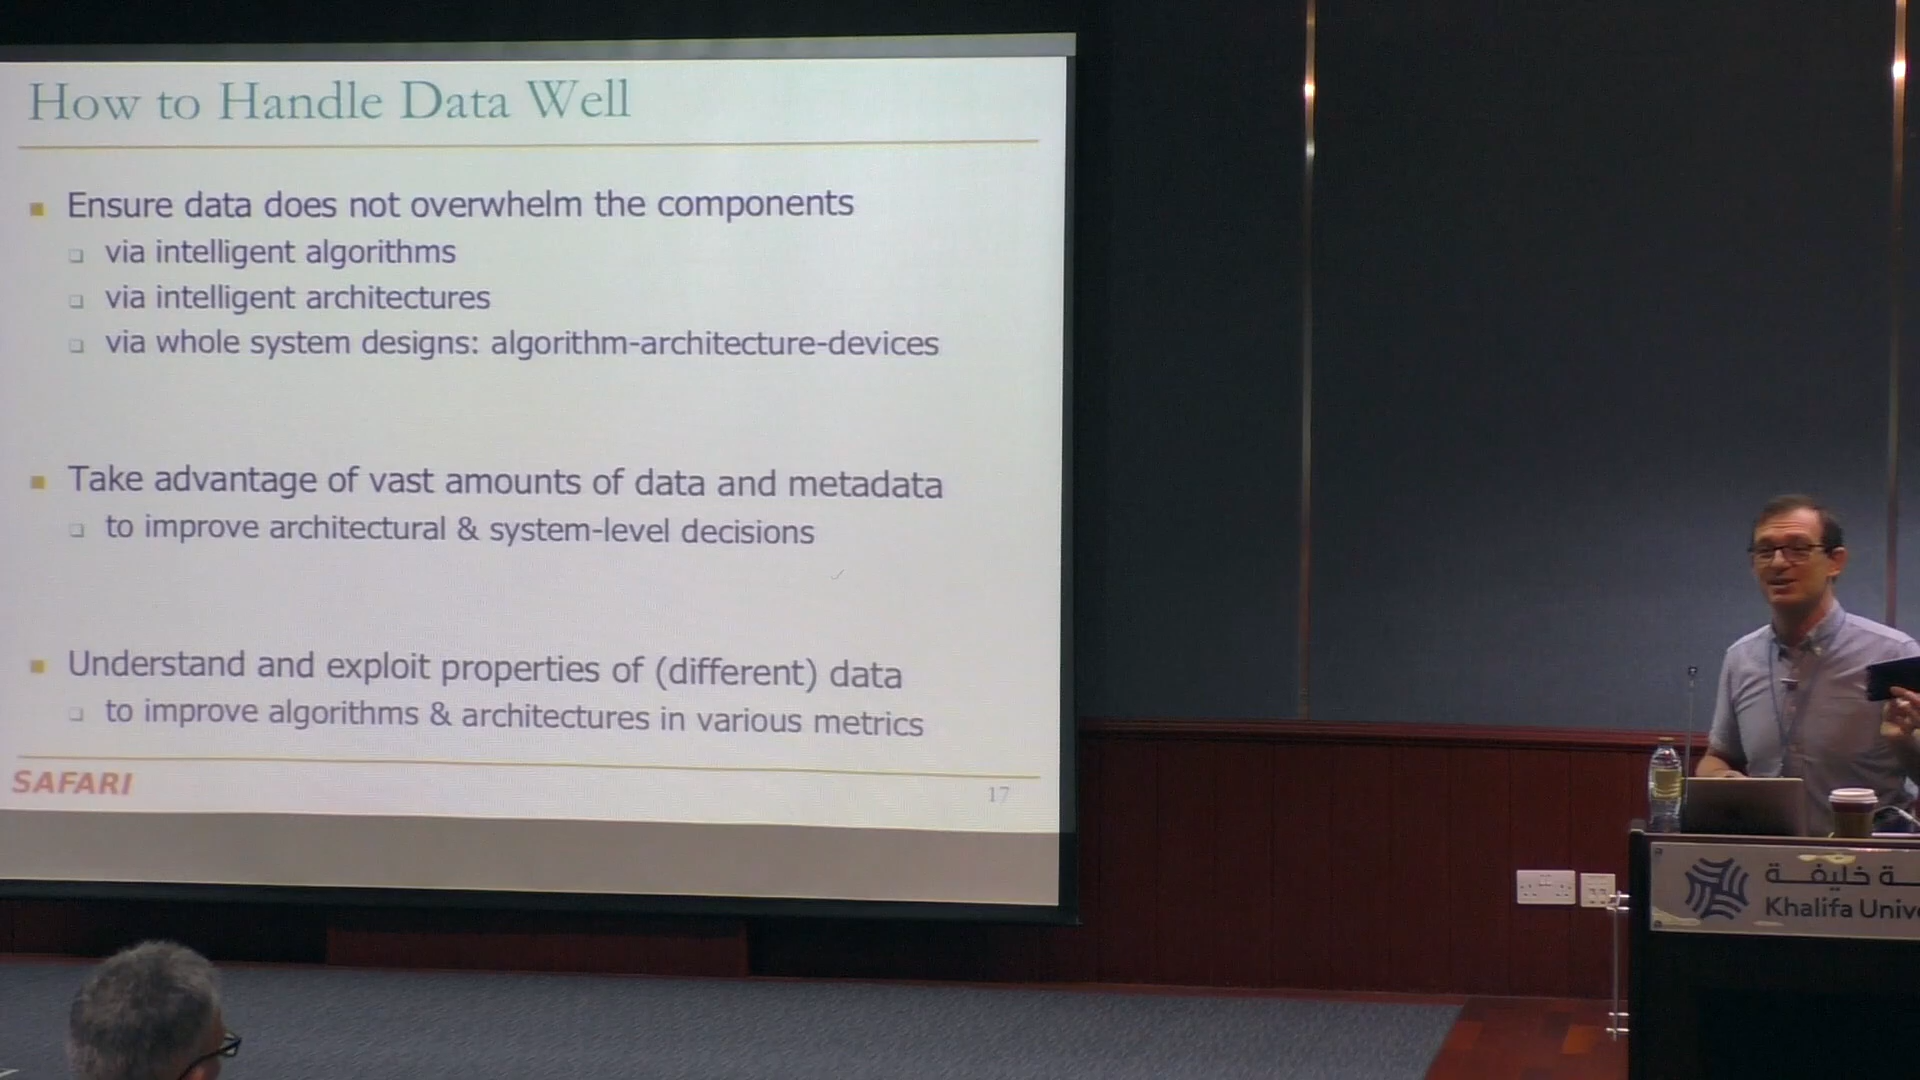 How to Handle Data Well
Ensure data does not overwhelm the components
via intelligent algorithms
via intelligent architectures
via whole system designs: algorithm-architecture-devices
Take advantage of vast amounts of data and metadata
to improve architectural & system-level decisions
Understand and exploit properties of (different) data
to improve algorithms & architectures in various metrics
SAFARI
17
ة خليفة
Khalifa Unive